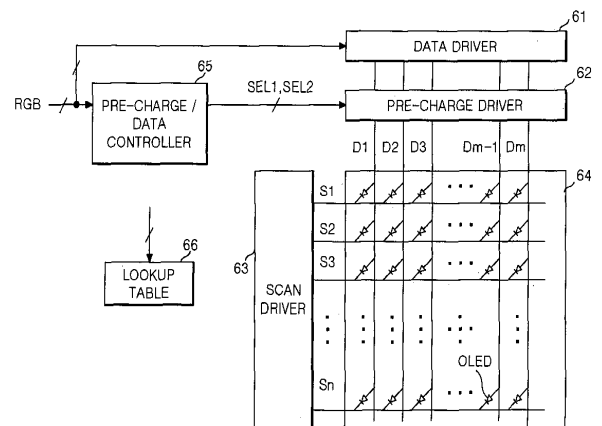 61
DATA DRIVER
65
62
RGB
PRE-CHARGE /
DATA
CONTROLLER
SEL1,SEL2
PRE-CHARGE DRIVER
D1 D2 D3 Dm-1 Dm
64
S1
S2
S3
63
SCAN
DRIVER
66
LOOKUP
TABLE
OLED
Sn